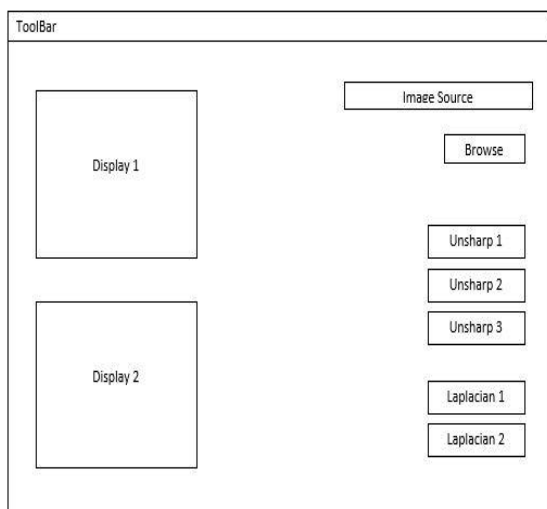 ToolBar
Image Source
Browse
Display 1
Unsharp 1
Unsharp 2
Unsharp 3
Display 2
Laplacian 1
Laplacian 2